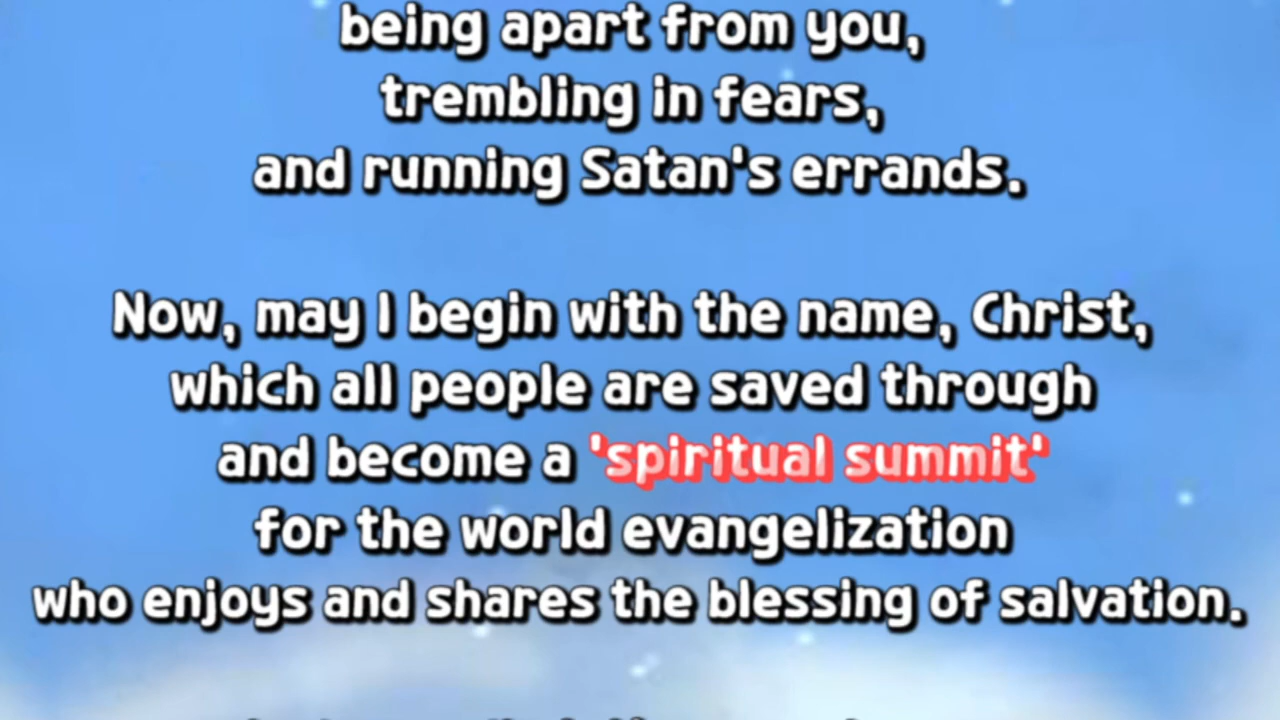 being apart from you,
trembling in fears,
and running Satan's errands.
Now, may I begin with the name, Christ,
which all people are saved through
and become a 'spiritual summit'
for the world evangelization
who enjoys and shares the blessing of salvation.